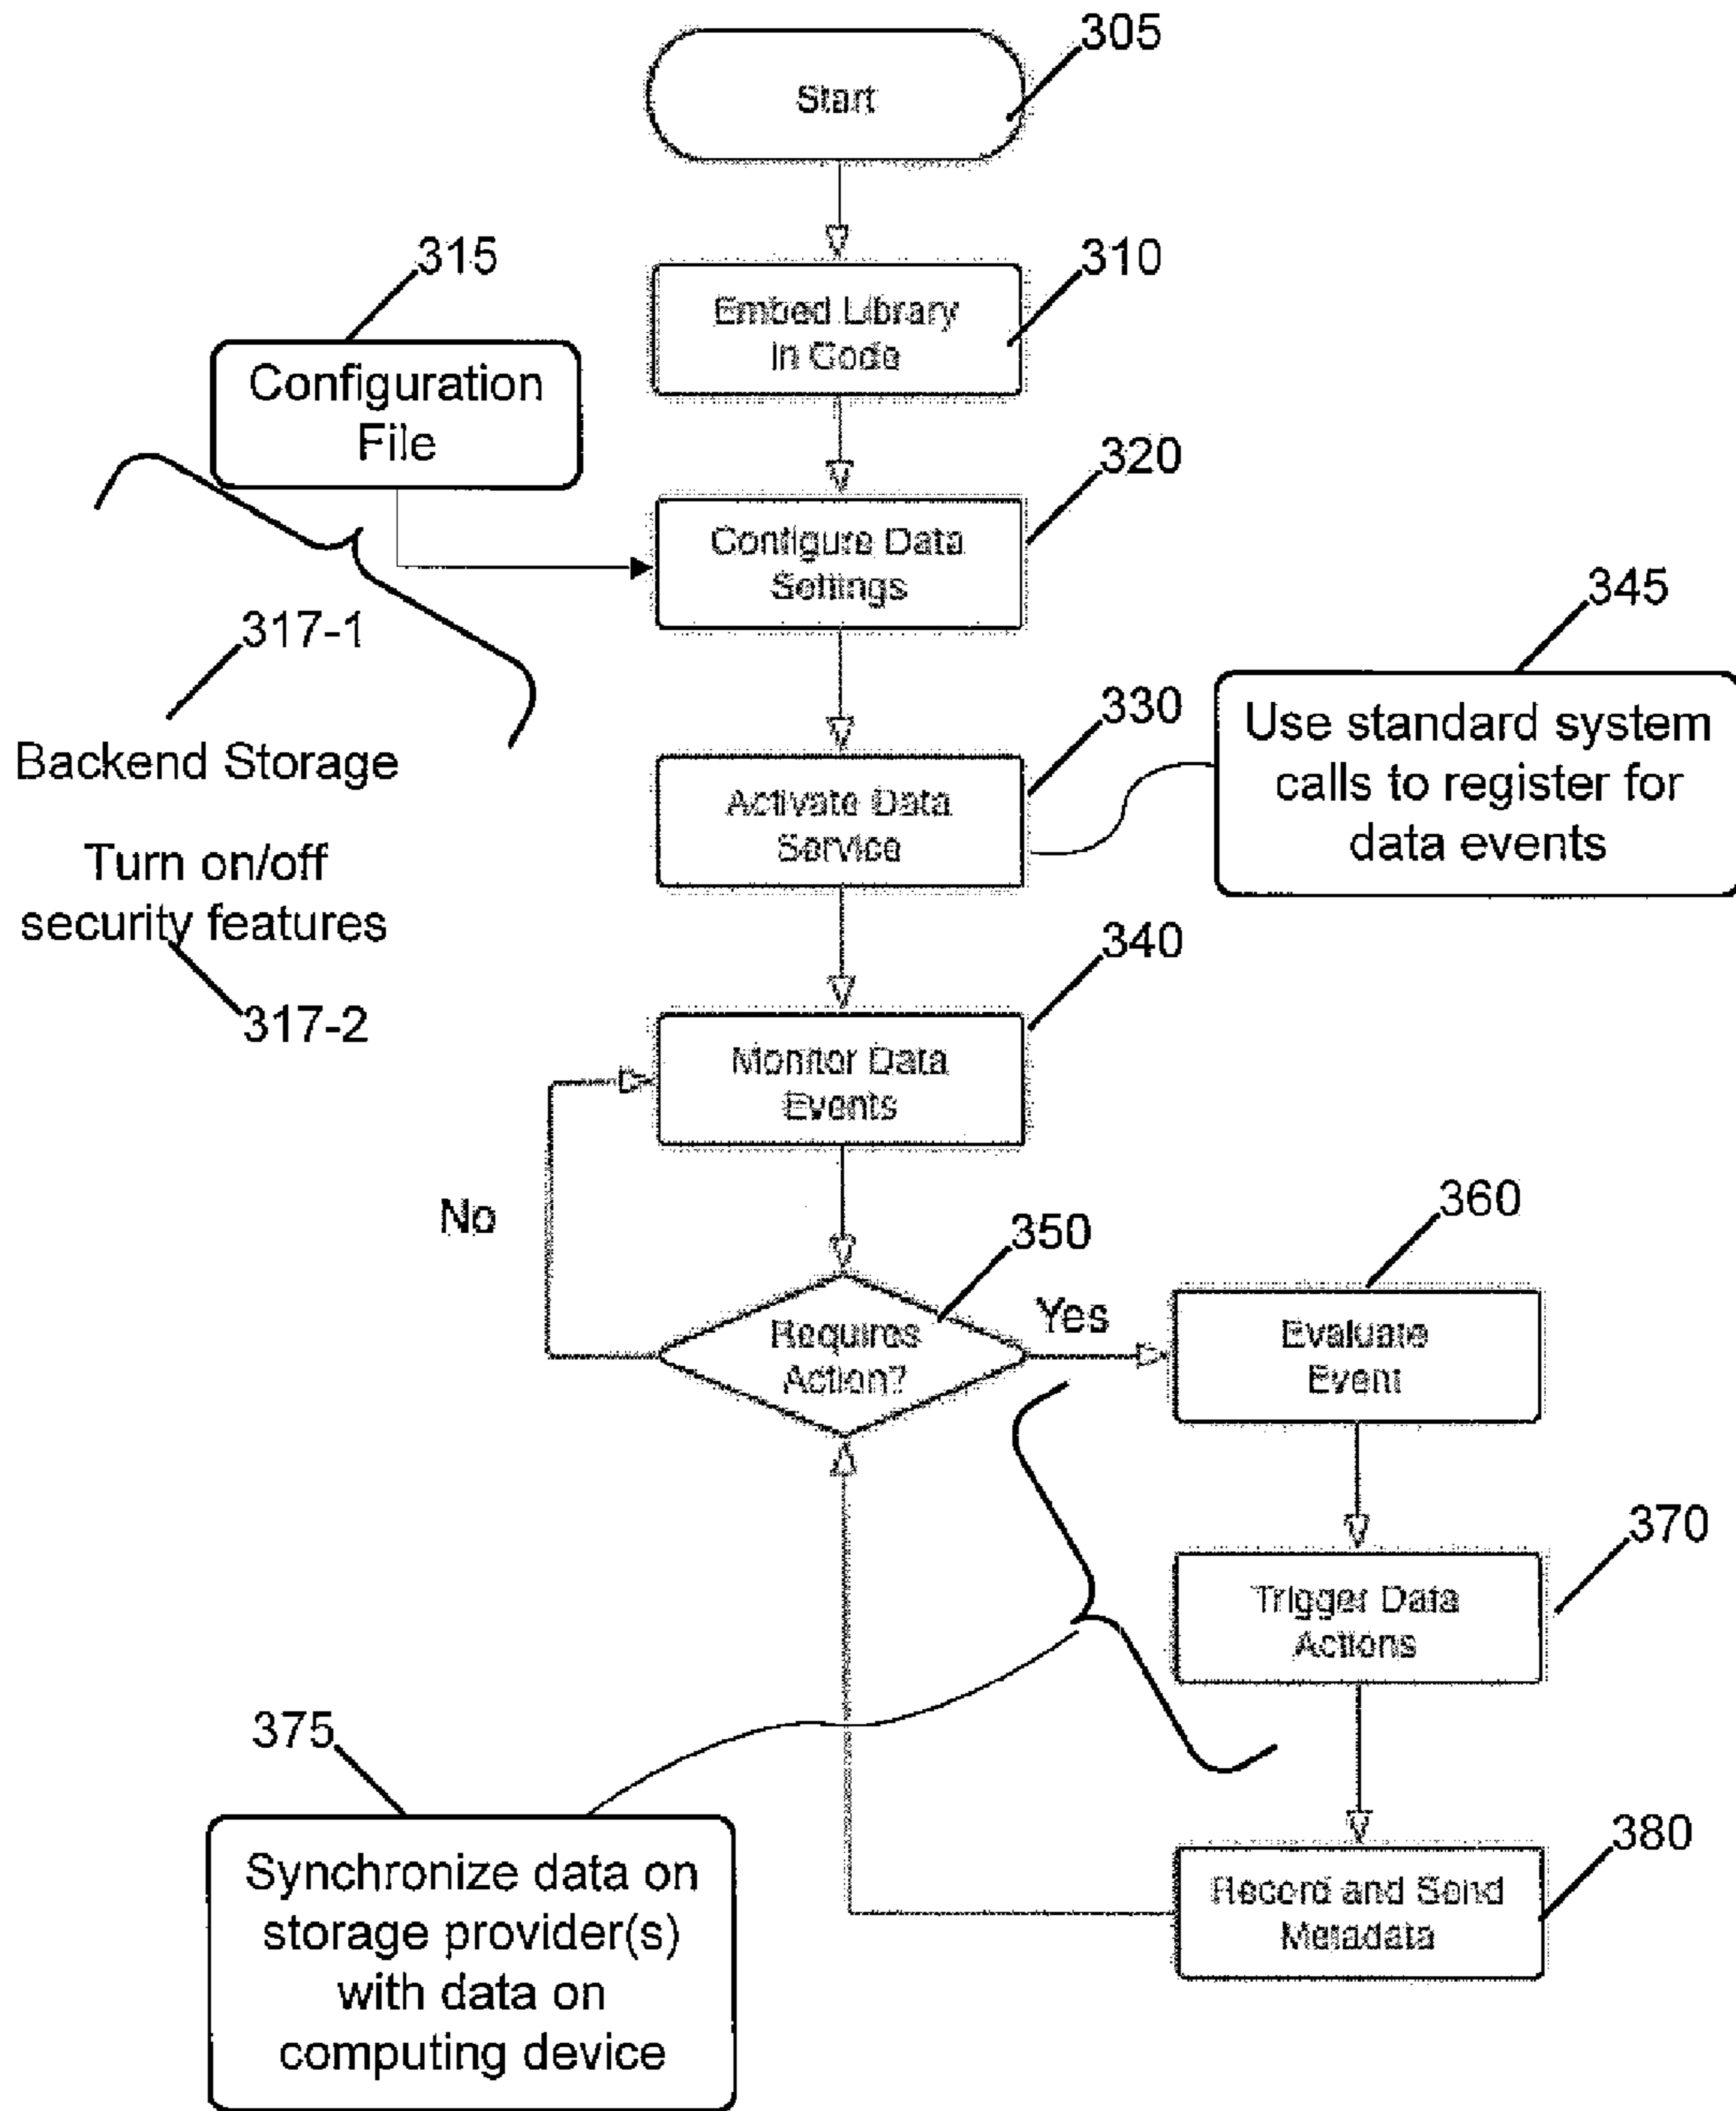 305
Start
310
Embed Library
in Code
315
Configuration
File
320
Configure Data
Settings
317-1
Backend Storage
Turn on/off
security features
317-2
330
Activate Data
Service
345
Use standard system
calls to register for
data events
340
Monitor Data
Events
No
350
Requires
Action?
Yes
360
Evaluate
Event
370
Trigger Data
Actions
375
Synchronize data on
storage provider(s)
with data on
computing device
380
Record and Send
Metadata